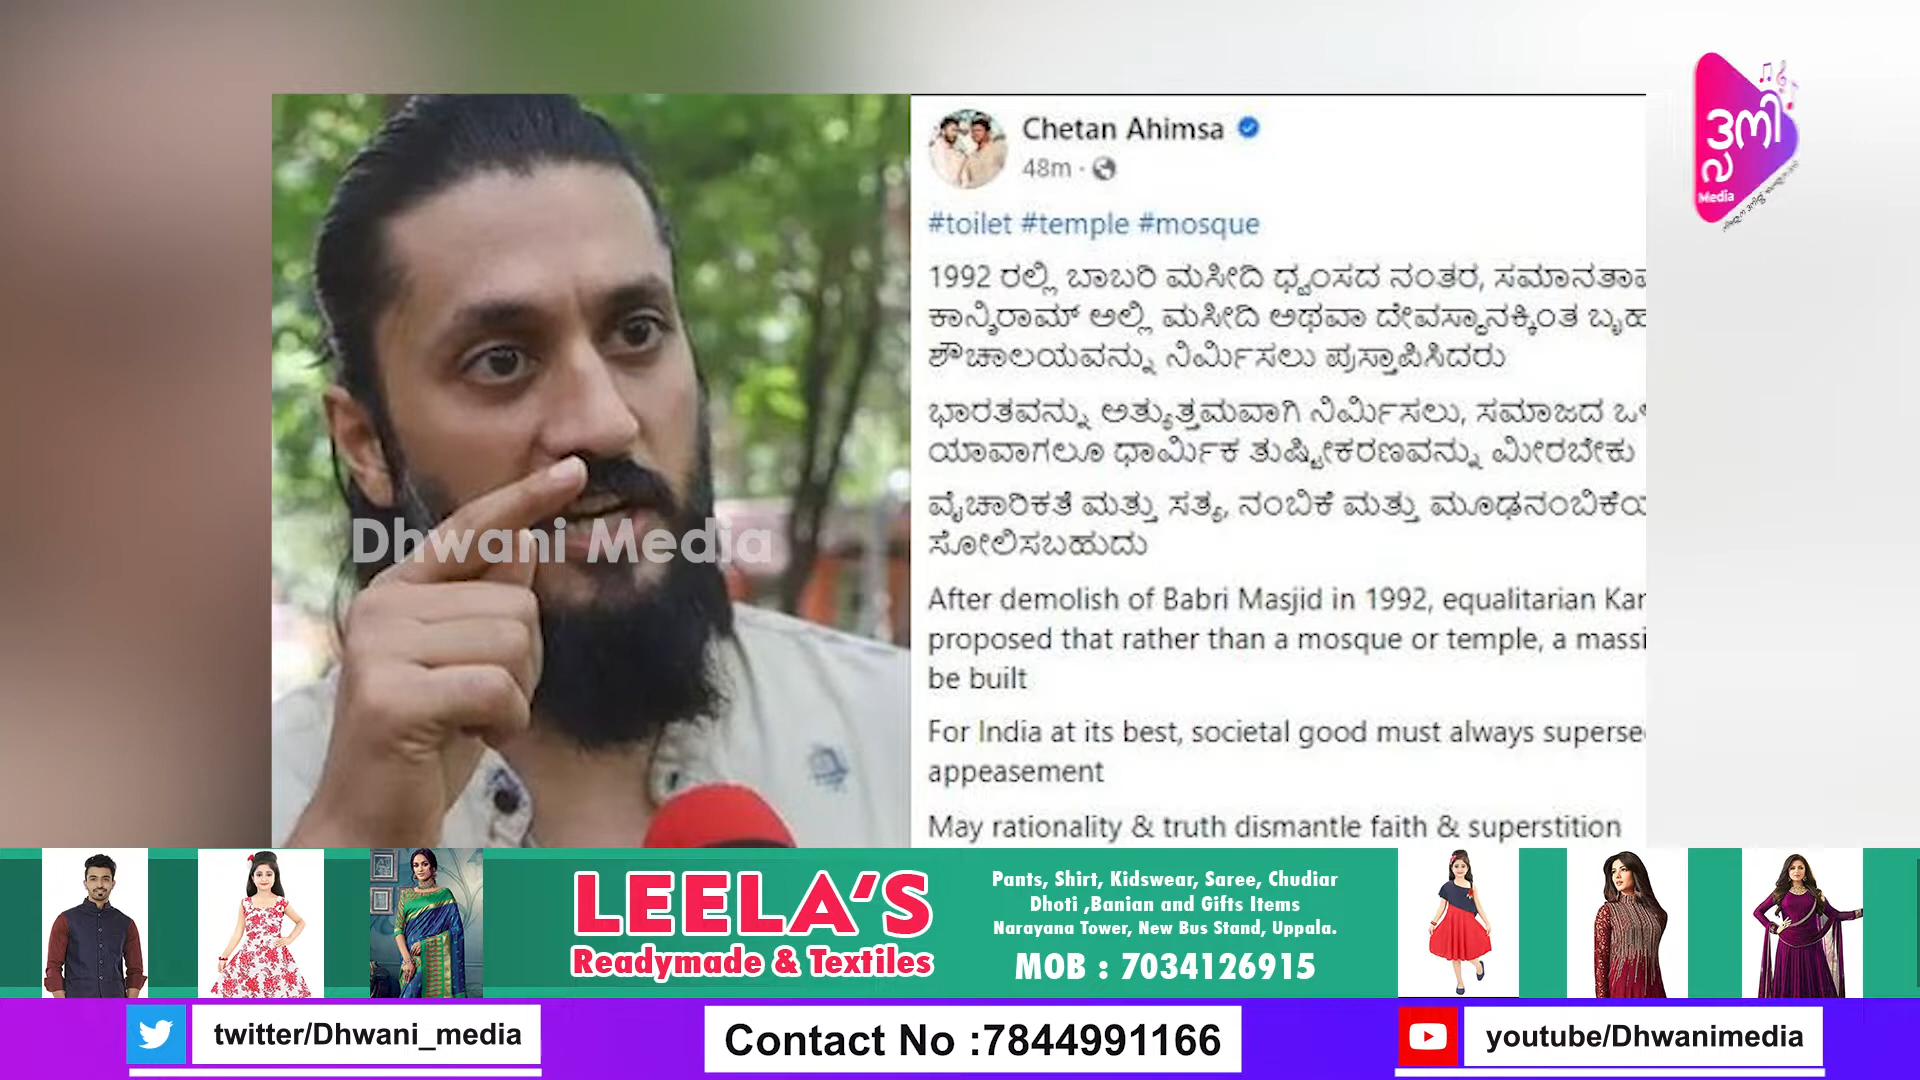 Chetan Ahimsa
48m ·
#toilet #temple #mosque
1992 ರಲ್ಲಿ ಬಾಬರಿ ಮಸೀದಿ ಧ್ವಂಸದ ನಂತರ, ಸಮಾನತಾವ
ಕಾನ್ಶಿರಾಮ್ ಅಲ್ಲಿ ಮಸೀದಿ ಅಥವಾ ದೇವಸ್ಥಾನಕ್ಕಿಂತ ಬೃಹ
ಶೌಚಾಲಯವನ್ನು ನಿರ್ಮಿಸಲು ಪ್ರಸ್ತಾಪಿಸಿದರು
ಭಾರತವನ್ನು ಅತ್ಯುತ್ತಮವಾಗಿ ನಿರ್ಮಿಸಲು, ಸಮಾಜದ ಒ
ಯಾವಾಗಲೂ ಧಾರ್ಮಿಕ ತುಷ್ಟೀಕರಣವನ್ನು ಮೀರಬೇಕು
ವೈಚಾರಿಕತೆ ಮತ್ತು ಸತ್ಯ, ನಂಬಿಕೆ ಮತ್ತು ಮೂಢನಂಬಿಕೆಯ
ಸೋಲಿಸಬಹುದು
After demolish of Babri Masjid in 1992, equalitarian Kar
proposed that rather than a mosque or temple, a massi
be built
For India at its best, societal good must always superse
appeasement
May rationality & truth dismantle faith & superstition
Dhwani Media
ധ്വനി
Media
LEELA'S
Readymade & Textiles
Pants, Shirt, Kidswear, Saree, Chudiar
Dhoti ,Banian and Gifts Items
Narayana Tower, New Bus Stand, Uppala.
MOB : 7034126915
twitter/Dhwani_media
Contact No :7844991166
youtube/Dhwanimedia